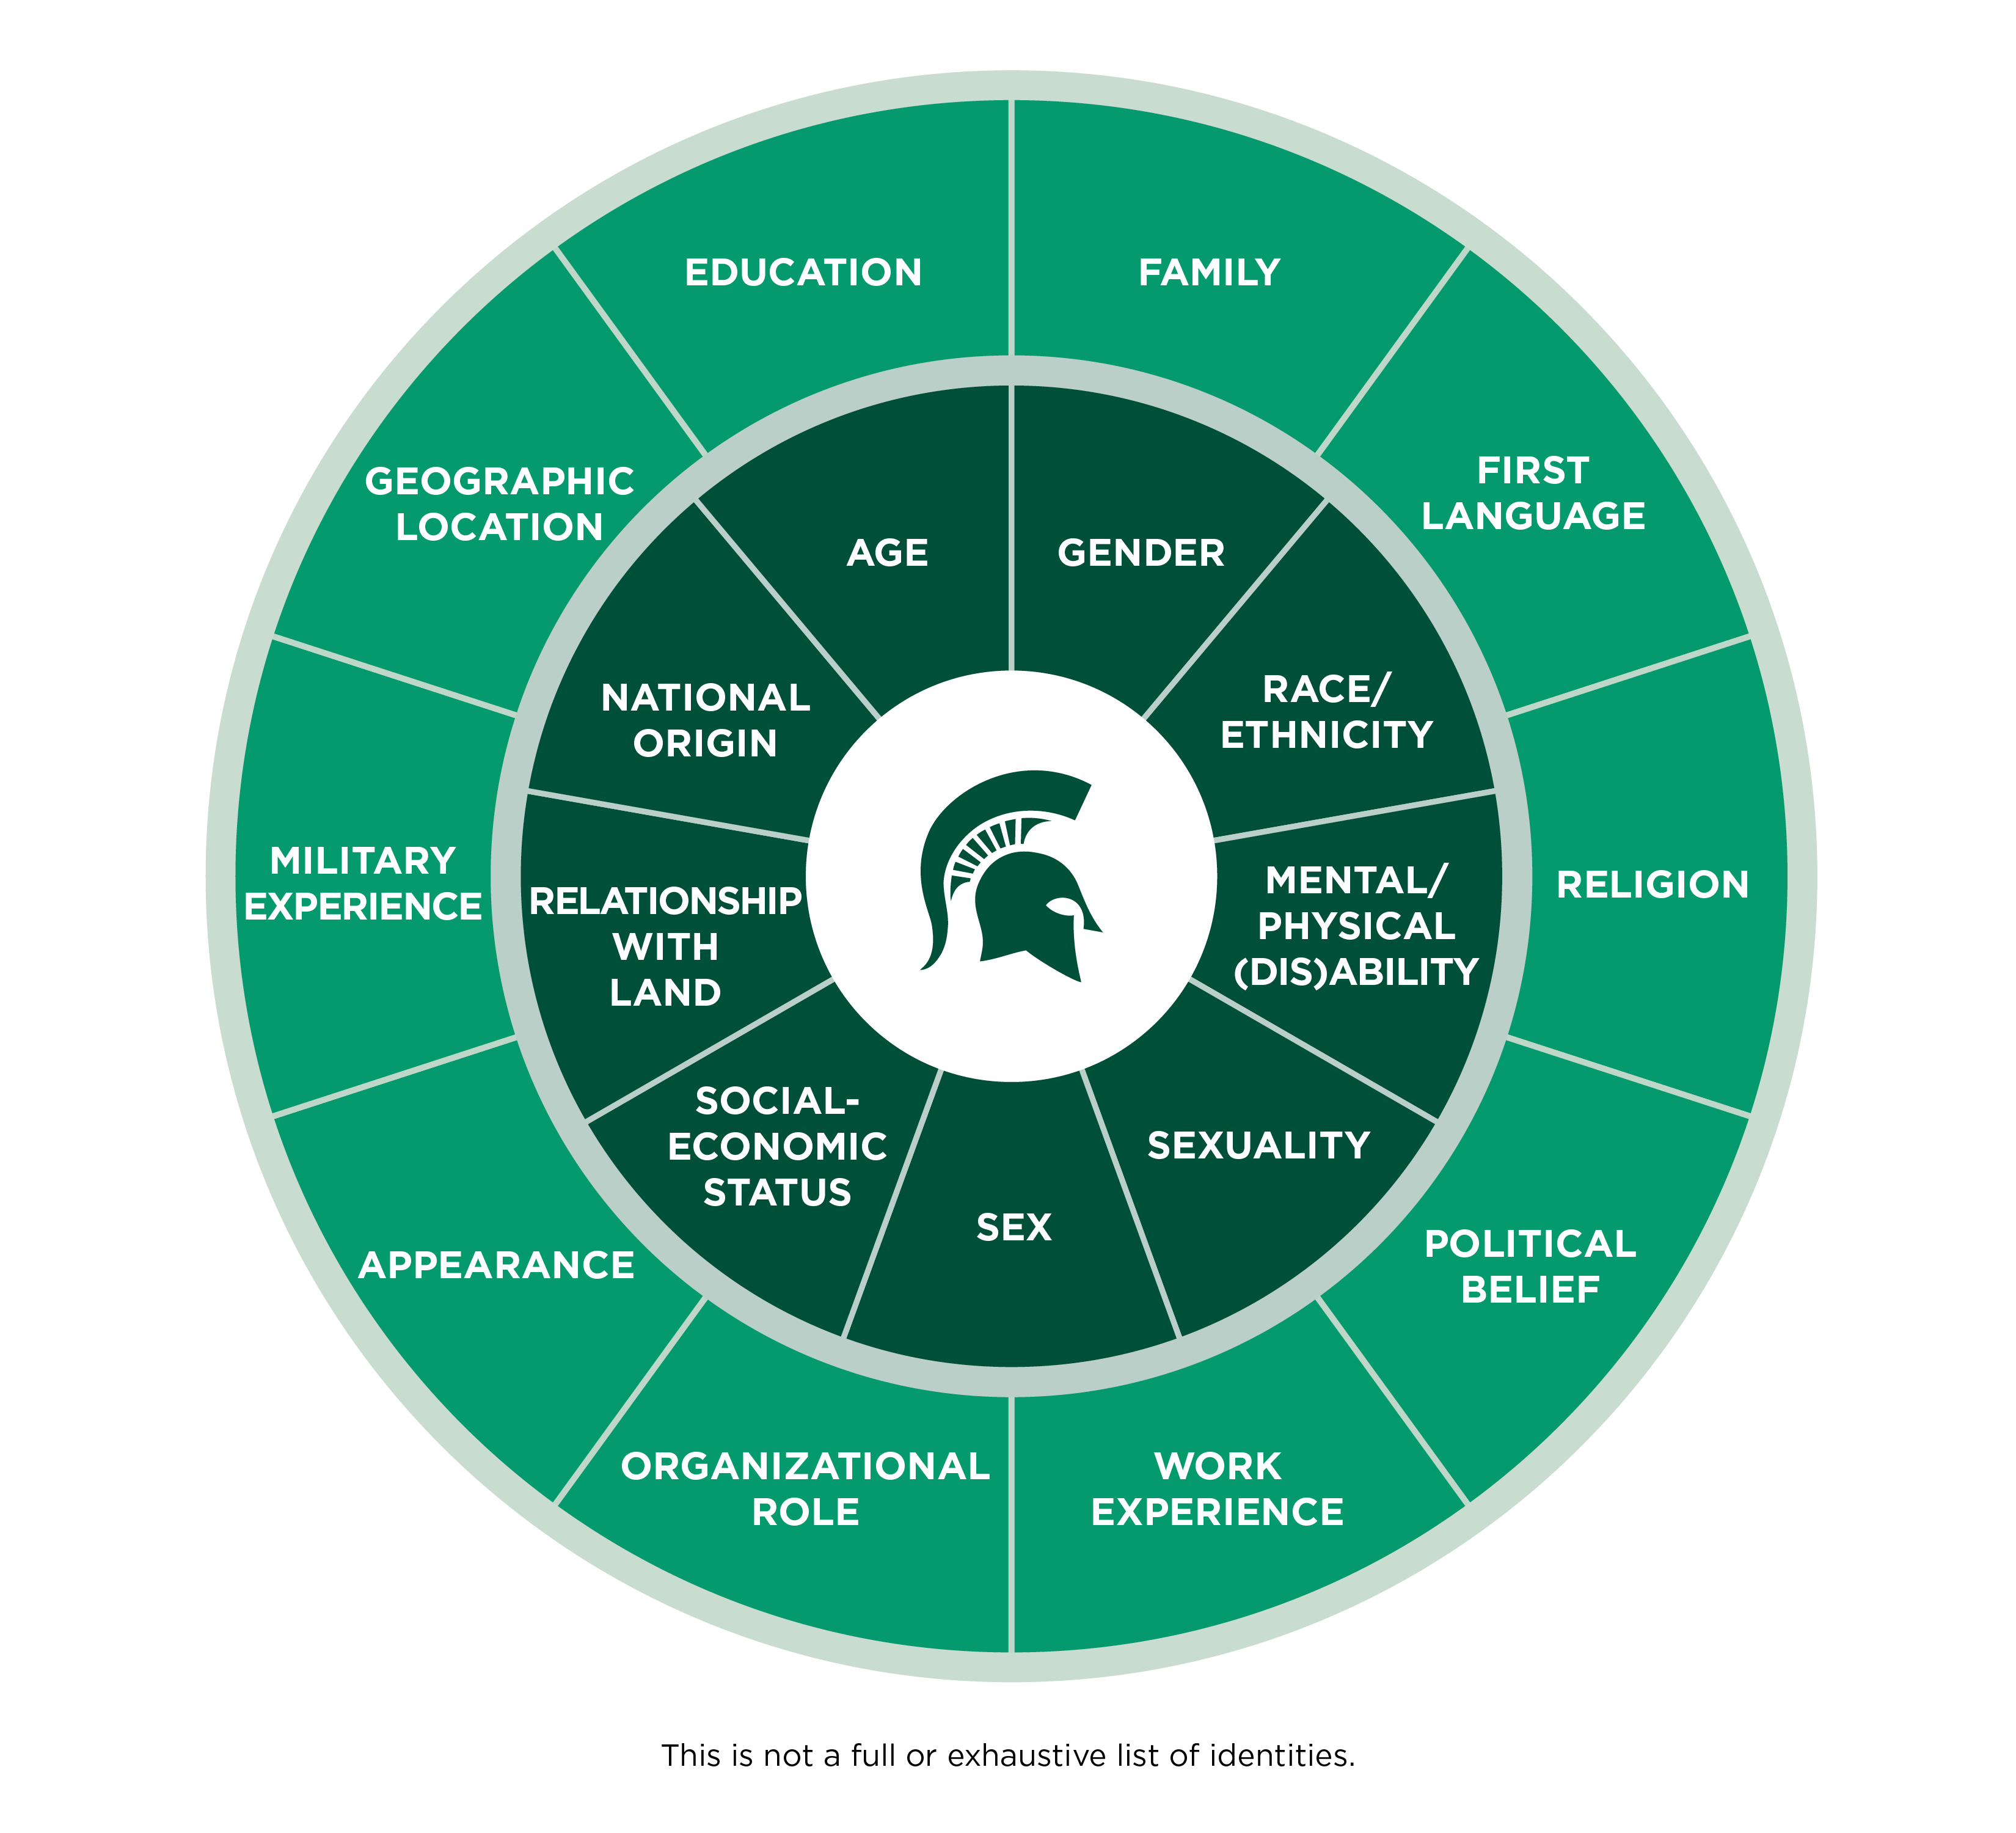 EDUCATION
FAMILY
FIRST
LANGUAGE
RELIGION
POLITICAL
BELIEF
WORK
EXPERIENCE
ORGANIZATIONAL
ROLE
APPEARANCE
MILITARY
EXPERIENCE
GEOGRAPHIC
LOCATION
AGE
GENDER
RACE/
ETHNICITY
MENTAL/
PHYSICAL
(DIS)ABILITY
SEXUALITY
SEX
SOCIAL-
ECONOMIC
STATUS
RELATIONSHIP
WITH
LAND
NATIONAL
ORIGIN
This is not a full or exhaustive list of identities.